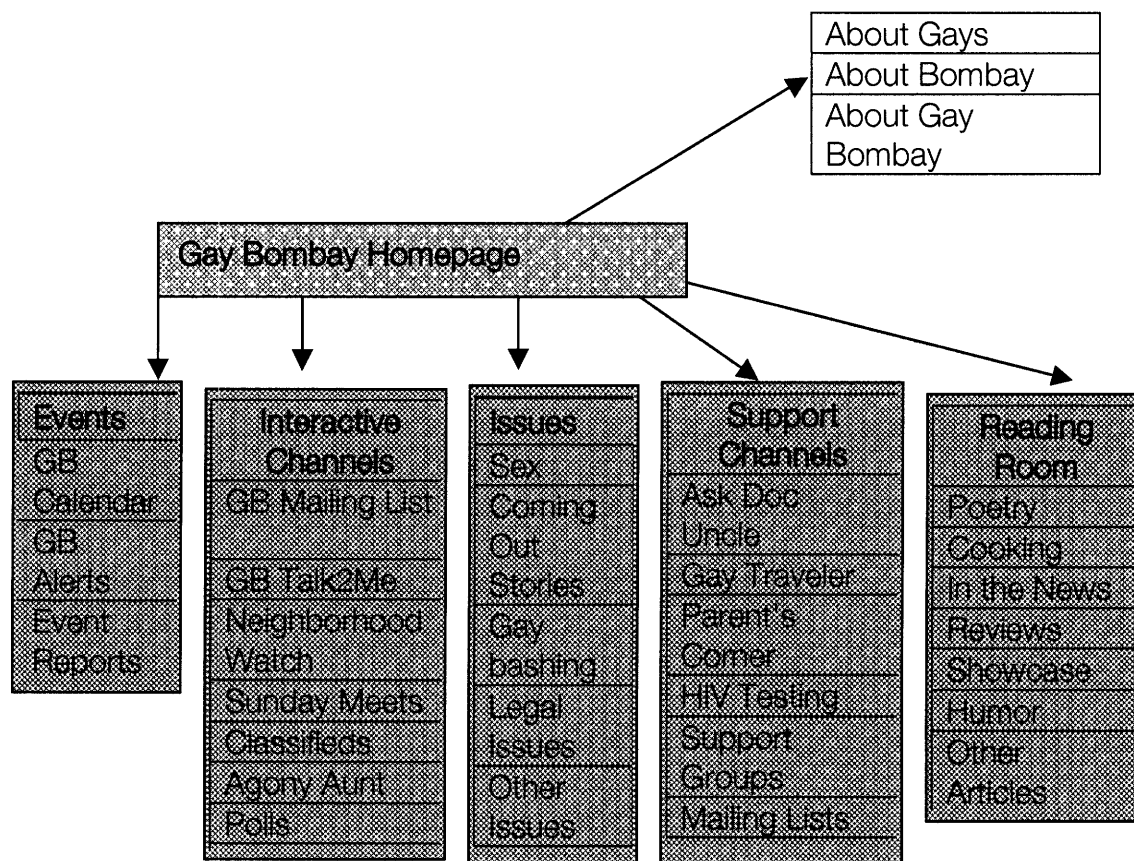 About Gays
About Bombay
About Gay
Bombay
Gay Bombay Homepage
Events
GB
Calendar
GB
Alerts
Event
Reports
Interactive
Channels
GB Mailing List
GB Talk2Me
Neighborhood
Watch
Sunday Meets
Classifieds
Agony Aunt
Polls
Issues
Sex
Coming
Out
Stories
Gay
bashing
Legal
Issues
Other
Issues
Support
Channels
Ask Doc
Uncle
Gay Traveler
Parent's
Corner
HIV Testing
Support
Groups
Mailing Lists
Reading
Room
Poetry
Cooking
In the News
Reviews
Showcase
Humor
Other
Articles